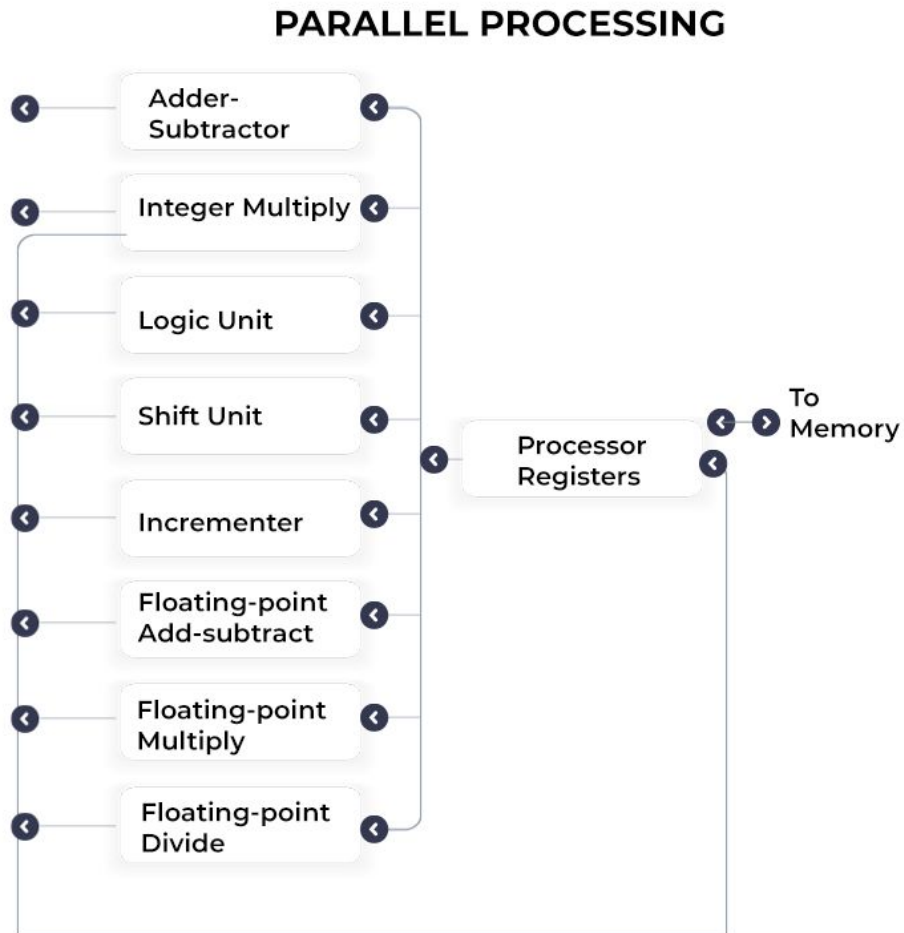 PARALLEL PROCESSING
Adder-
Subtractor
Integer Multiply
Logic Unit
Shift Unit
Incrementer
Floating-point
Add-subtract
Floating-point
Multiply
Floating-point
Divide
Processor
Registers
To
Memory